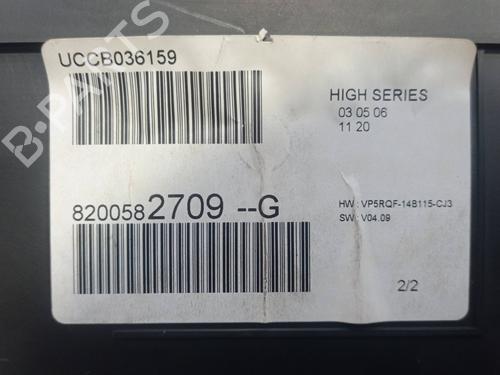 UCCB036159
HIGH SERIES
03 05 06
11 20
8200582709 --G
HW : VP5RQF-14B115-CJ3
SW : V04.09
2/2
B-PARTS